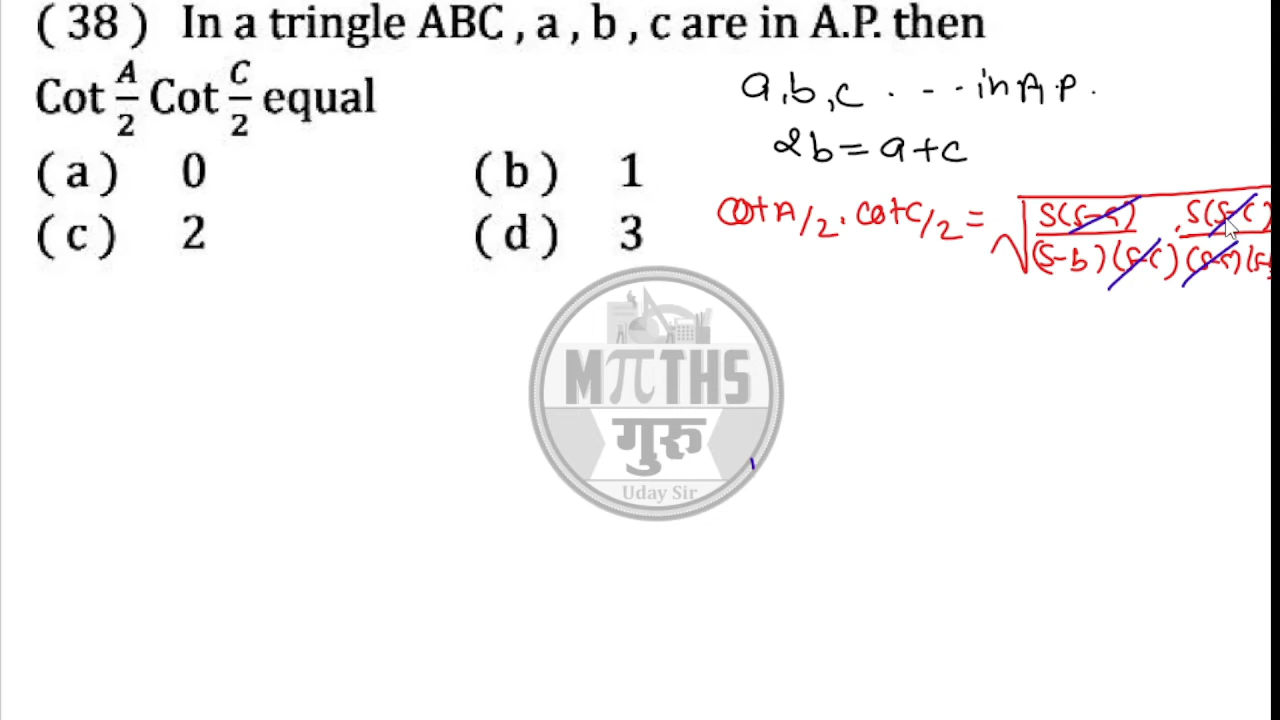 ( 38 ) In a tringle ABC , a , b , c are in A.P. then
Cot A/2 Cot C/2 equal
( a ) 0 ( b ) 1
( c ) 2 ( d ) 3
a,b,c . - - . in A.P.
2b = a+c
cot A/2 . cot C/2 = √ s(s-a) / (s-b)(s-c) . s(s-c) / (s-a)
MπTHS
गुरु
Uday Sir